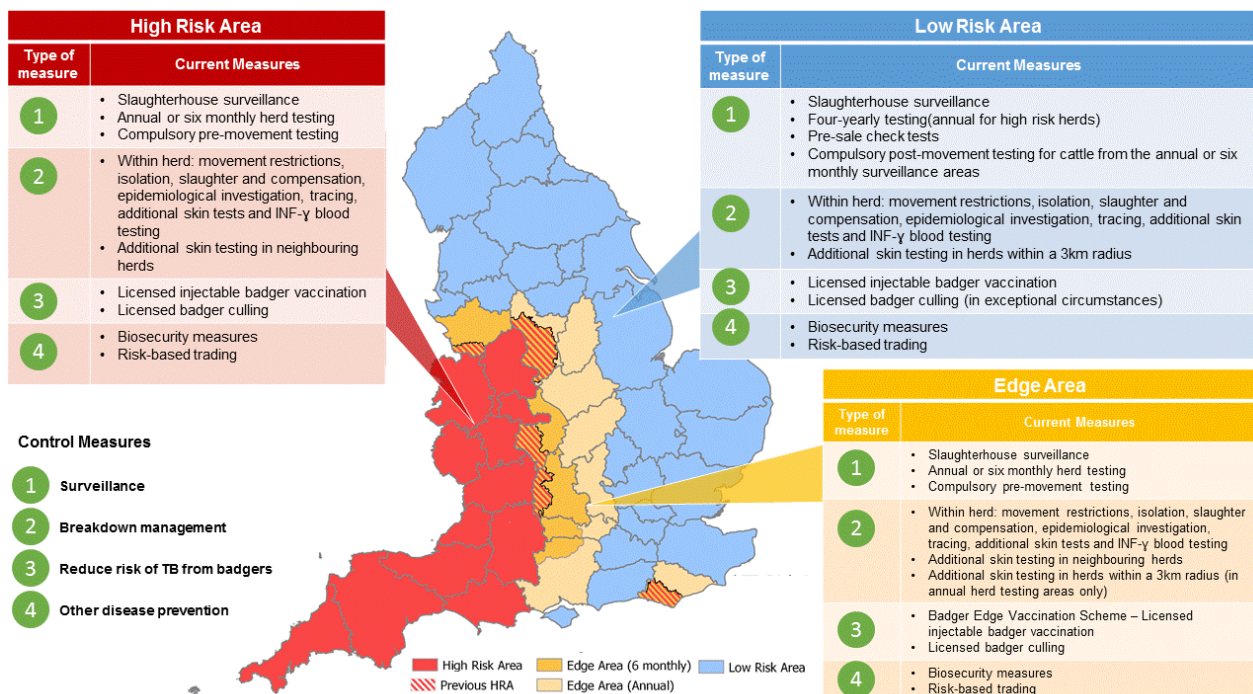 High Risk Area
Type of
measure
Current Measures
1
• Slaughterhouse surveillance
• Annual or six monthly herd testing
• Compulsory pre-movement testing
2
• Within herd: movement restrictions,
isolation, slaughter and compensation,
epidemiological investigation, tracing,
additional skin tests and INF-ɣ blood
testing
• Additional skin testing in neighbouring
herds
3
• Licensed injectable badger vaccination
• Licensed badger culling
4
• Biosecurity measures
• Risk-based trading
Low Risk Area
Type of
measure
Current Measures
1
• Slaughterhouse surveillance
• Four-yearly testing(annual for high risk herds)
• Pre-sale check tests
• Compulsory post-movement testing for cattle from the annual or six
monthly surveillance areas
2
• Within herd: movement restrictions, isolation, slaughter and
compensation, epidemiological investigation, tracing, additional skin
tests and INF-ɣ blood testing
• Additional skin testing in herds within a 3km radius
3
• Licensed injectable badger vaccination
• Licensed badger culling (in exceptional circumstances)
4
• Biosecurity measures
• Risk-based trading
Edge Area
Type of
measure
Current Measures
1
• Slaughterhouse surveillance
• Annual or six monthly herd testing
• Compulsory pre-movement testing
2
• Within herd: movement restrictions, isolation, slaughter
and compensation, epidemiological investigation,
tracing, additional skin tests and INF-ɣ blood testing
• Additional skin testing in neighbouring herds
• Additional skin testing in herds within a 3km radius (in
annual herd testing areas only)
3
• Badger Edge Vaccination Scheme – Licensed
injectable badger vaccination
• Licensed badger culling
4
• Biosecurity measures
• Risk-based trading
Control Measures
1 Surveillance
2 Breakdown management
3 Reduce risk of TB from badgers
4 Other disease prevention
High Risk Area
Edge Area (6 monthly)
Low Risk Area
Previous HRA
Edge Area (Annual)